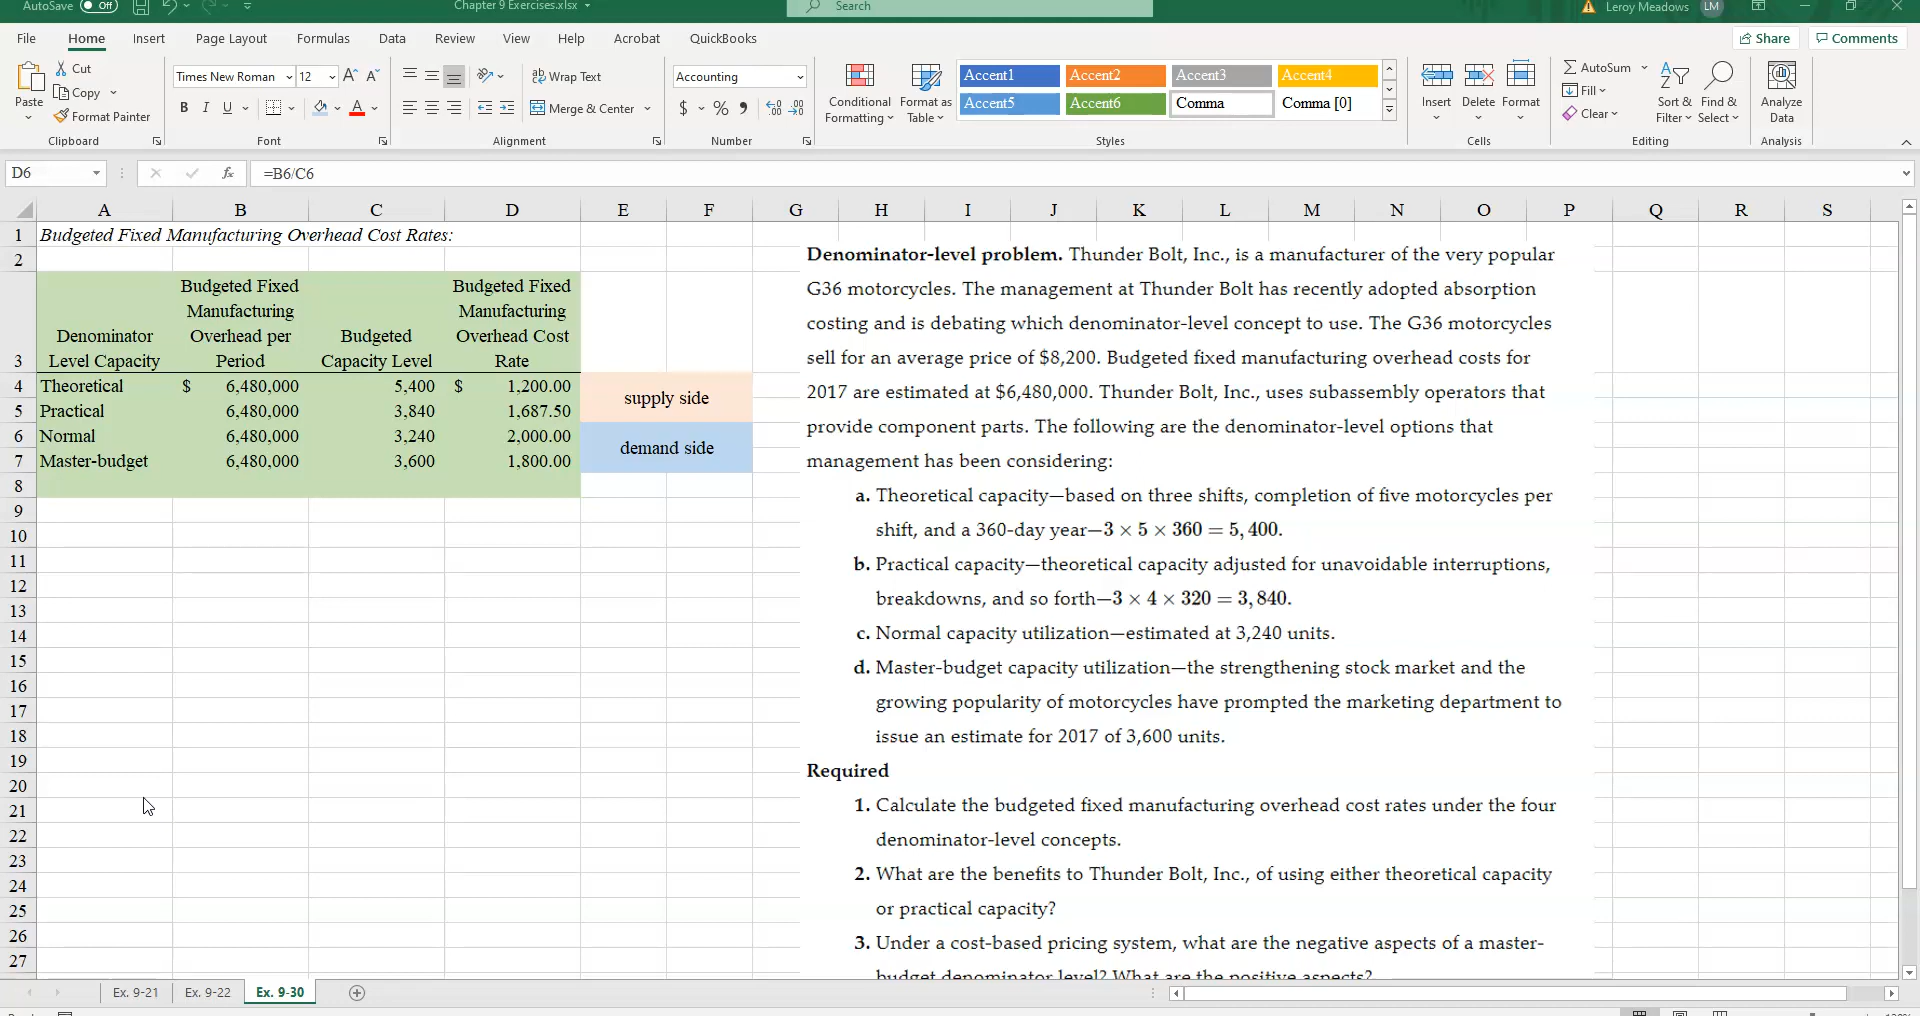 AutoSave Off
Chapter 9 Exercises.xlsx
Search
Leroy Meadows LM
File Home Insert Page Layout Formulas Data Review View Help Acrobat QuickBooks
Share Comments
Paste
Cut
Copy
Format Painter
Clipboard
Times New Roman 12
B I U
Font
Wrap Text
Merge & Center
Alignment
Accounting
$ % 9
Number
Conditional Formatting
Format as Table
Accent1 Accent2 Accent3 Accent4
Accent5 Accent6 Comma Comma [0]
Styles
Insert Delete Format
Cells
AutoSum
Fill
Clear
Sort & Filter
Find & Select
Editing
Analyze Data
Analysis
D6 fx =B6/C6
A B C D E F G H I J K L M N O P Q R S
1 Budgeted Fixed Manufacturing Overhead Cost Rates:
2
3 Denominator Level Capacity
Budgeted Fixed Manufacturing Overhead per Period
Budgeted Capacity Level
Budgeted Fixed Manufacturing Overhead Cost Rate
4 Theoretical $ 6,480,000 5,400 $ 1,200.00
supply side
5 Practical 6,480,000 3,840 1,687.50
6 Normal 6,480,000 3,240 2,000.00
demand side
7 Master-budget 6,480,000 3,600 1,800.00
8
9
10
11
12
13
14
15
16
17
18
19
20
21
22
23
24
25
26
27
Denominator-level problem. Thunder Bolt, Inc., is a manufacturer of the very popular
G36 motorcycles. The management at Thunder Bolt has recently adopted absorption
costing and is debating which denominator-level concept to use. The G36 motorcycles
sell for an average price of $8,200. Budgeted fixed manufacturing overhead costs for
2017 are estimated at $6,480,000. Thunder Bolt, Inc., uses subassembly operators that
provide component parts. The following are the denominator-level options that
management has been considering:
a. Theoretical capacity—based on three shifts, completion of five motorcycles per
shift, and a 360-day year—3 × 5 × 360 = 5,400.
b. Practical capacity—theoretical capacity adjusted for unavoidable interruptions,
breakdowns, and so forth—3 × 4 × 320 = 3,840.
c. Normal capacity utilization—estimated at 3,240 units.
d. Master-budget capacity utilization—the strengthening stock market and the
growing popularity of motorcycles have prompted the marketing department to
issue an estimate for 2017 of 3,600 units.
Required
1. Calculate the budgeted fixed manufacturing overhead cost rates under the four
denominator-level concepts.
2. What are the benefits to Thunder Bolt, Inc., of using either theoretical capacity
or practical capacity?
3. Under a cost-based pricing system, what are the negative aspects of a master-
budget denominator level? What are the positive aspects?
Ex. 9-21 Ex. 9-22 Ex. 9-30